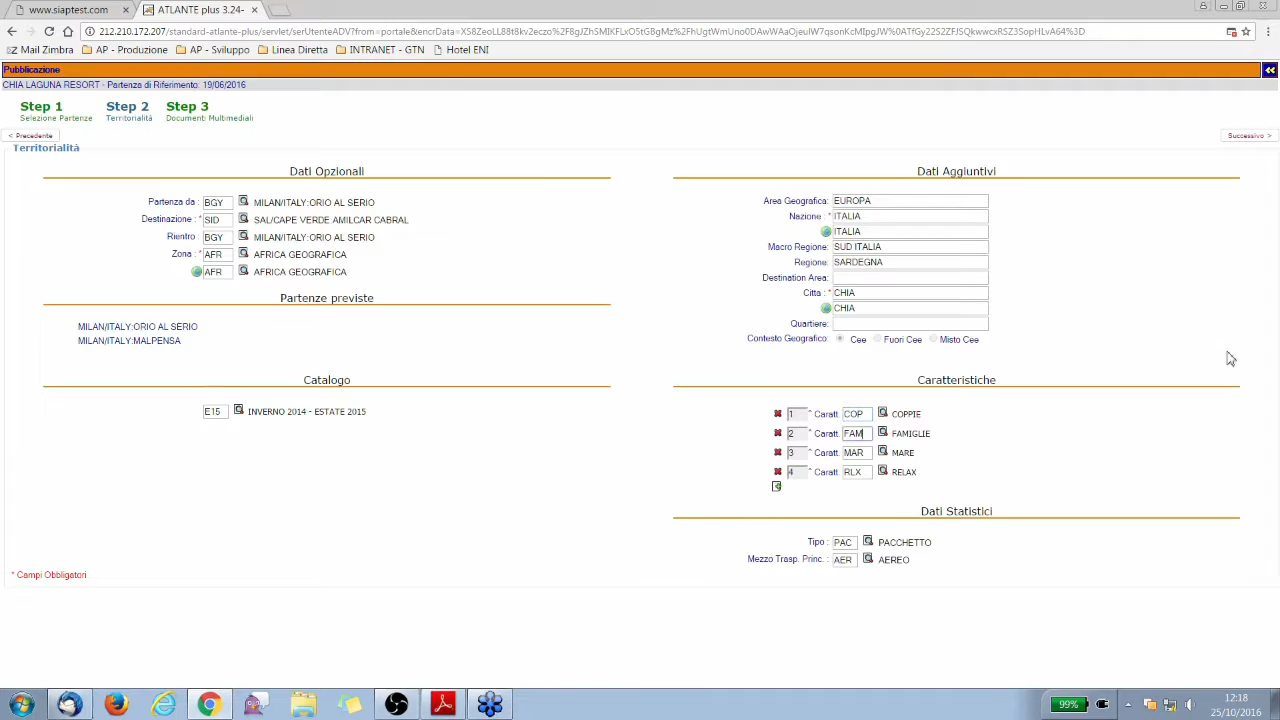 www.siaptest.com
ATLANTE plus 3.24-
212.210.172.207/standard-atlante-plus/servlet/serUtenteADV?from=portale&encrData=
Mail Zimbra
AP - Produzione
AP - Sviluppo
Linea Diretta
INTRANET - GTN
Hotel ENI
Pubblicazione
CHIA LAGUNA RESORT - Partenza di Riferimento: 19/06/2016
Step 1
Step 2
Step 3
Selezione Partenze
Territorialità
Documenti Multimediali
< Precedente
Successivo >
Territorialità
Dati Opzionali
Partenza da : BGY MILAN/ITALY:ORIO AL SERIO
Destinazione : * SID SAL/CAPE VERDE AMILCAR CABRAL
Rientro : BGY MILAN/ITALY:ORIO AL SERIO
Zona : * AFR AFRICA GEOGRAFICA
AFR AFRICA GEOGRAFICA
Partenze previste
MILAN/ITALY:ORIO AL SERIO
MILAN/ITALY:MALPENSA
Catalogo
E15 INVERNO 2014 - ESTATE 2015
* Campi Obbligatori
Dati Aggiuntivi
Area Geografica: EUROPA
Nazione : * ITALIA
ITALIA
Macro Regione: SUD ITALIA
Regione: SARDEGNA
Destination Area:
Citta : * CHIA
CHIA
Quartiere:
Contesto Geografico: Cee Fuori Cee Misto Cee
Caratteristiche
1 ^ Caratt. COP COPPIE
2 ^ Caratt. FAM FAMIGLIE
3 ^ Caratt. MAR MARE
4 ^ Caratt. RLX RELAX
Dati Statistici
Tipo : PAC PACCHETTO
Mezzo Trasp. Princ. : AER AEREO
99%
12:18
25/10/2016